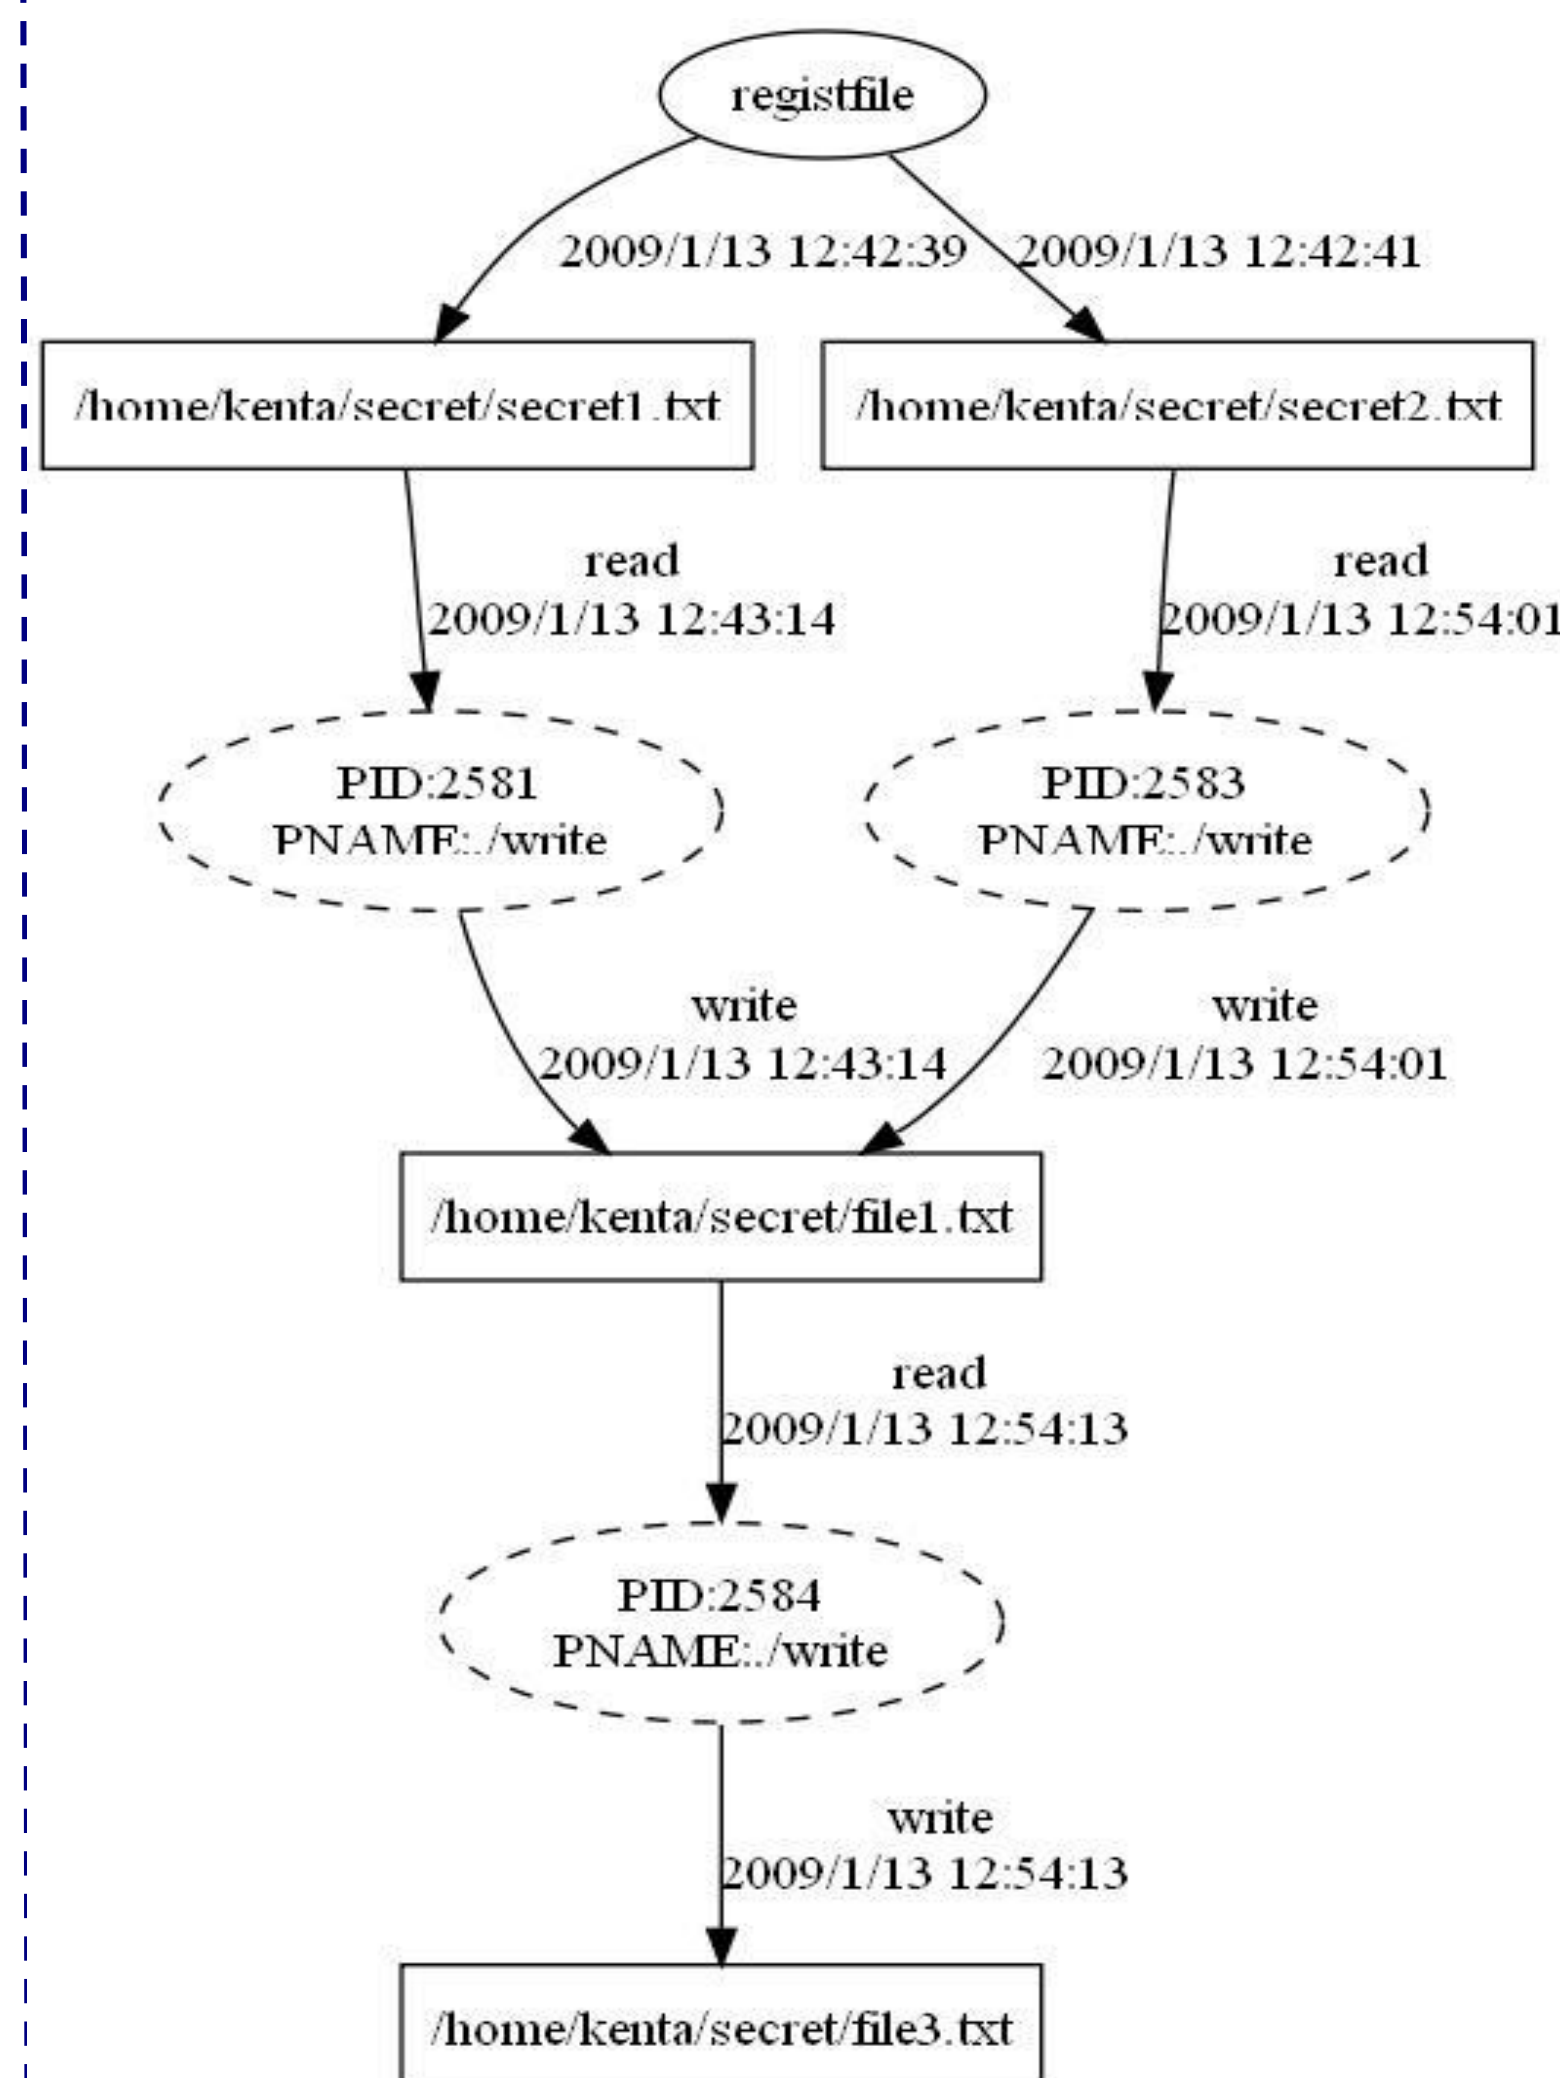 registfile
2009/1/13 12:42:39
2009/1/13 12:42:41
/home/kenta/secret/secret1.txt
/home/kenta/secret/secret2.txt
read
2009/1/13 12:43:14
read
2009/1/13 12:54:01
PID:2581
PNAME:./write
PID:2583
PNAME:./write
write
2009/1/13 12:43:14
write
2009/1/13 12:54:01
/home/kenta/secret/file1.txt
read
2009/1/13 12:54:13
PID:2584
PNAME:./write
write
2009/1/13 12:54:13
/home/kenta/secret/file3.txt